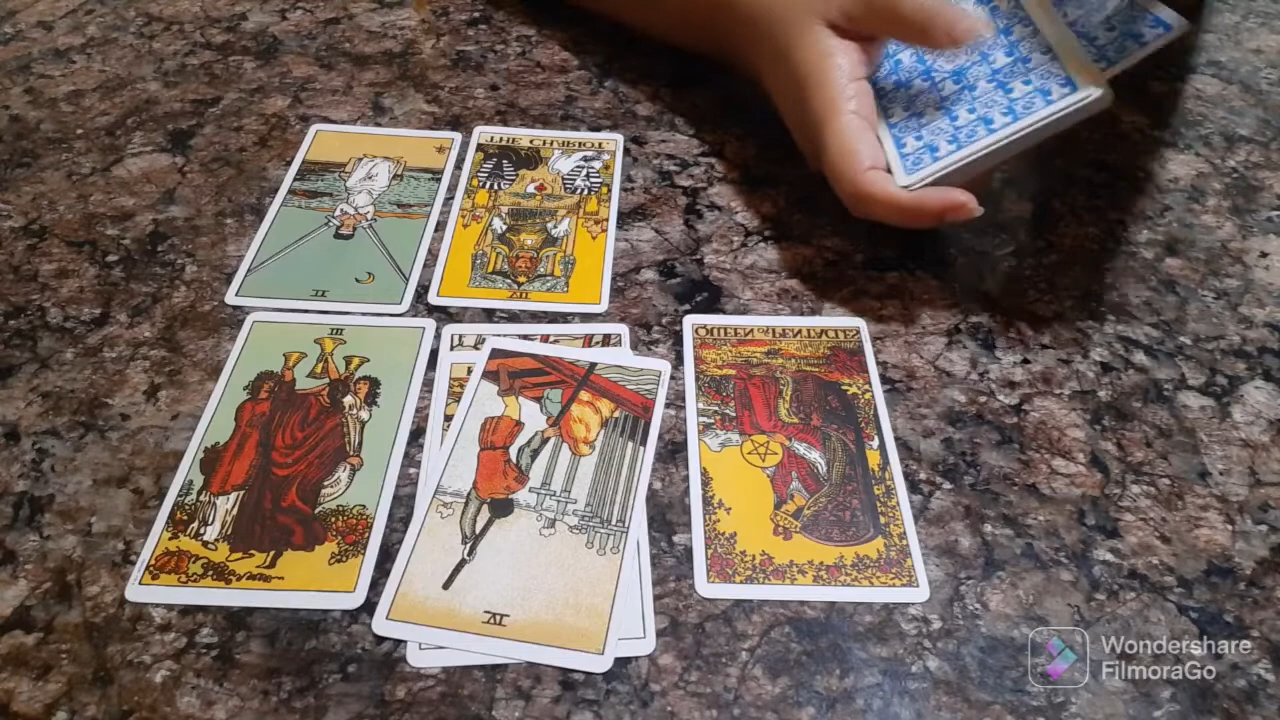 THE CHARIOT.
II
VII
III
QUEEN OF PENTACLES
VI
Wondershare
FilmoraGo